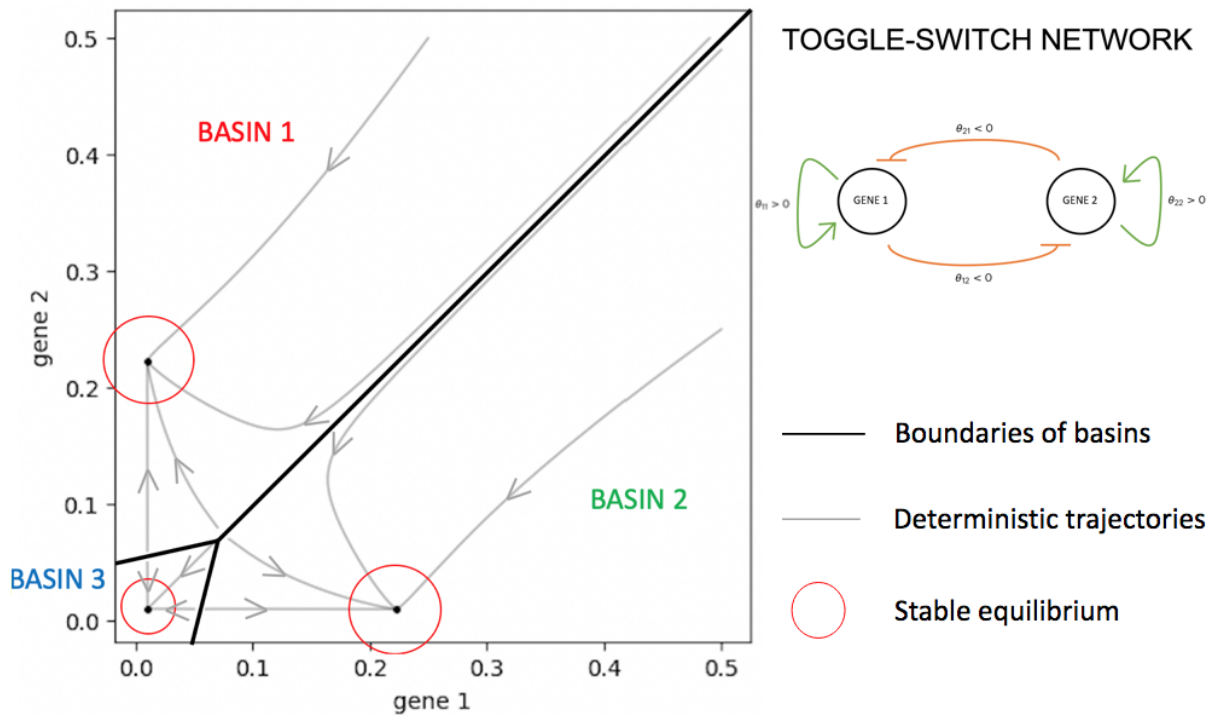 TOGGLE-SWITCH NETWORK
0.5
0.4
0.3
0.2
0.1
0.0
gene 2
BASIN 1
BASIN 2
BASIN 3
0.0 0.1 0.2 0.3 0.4 0.5
gene 1
θ21 < 0
θ11 > 0
GENE 1
GENE 2
θ22 > 0
θ12 < 0
Boundaries of basins
Deterministic trajectories
Stable equilibrium